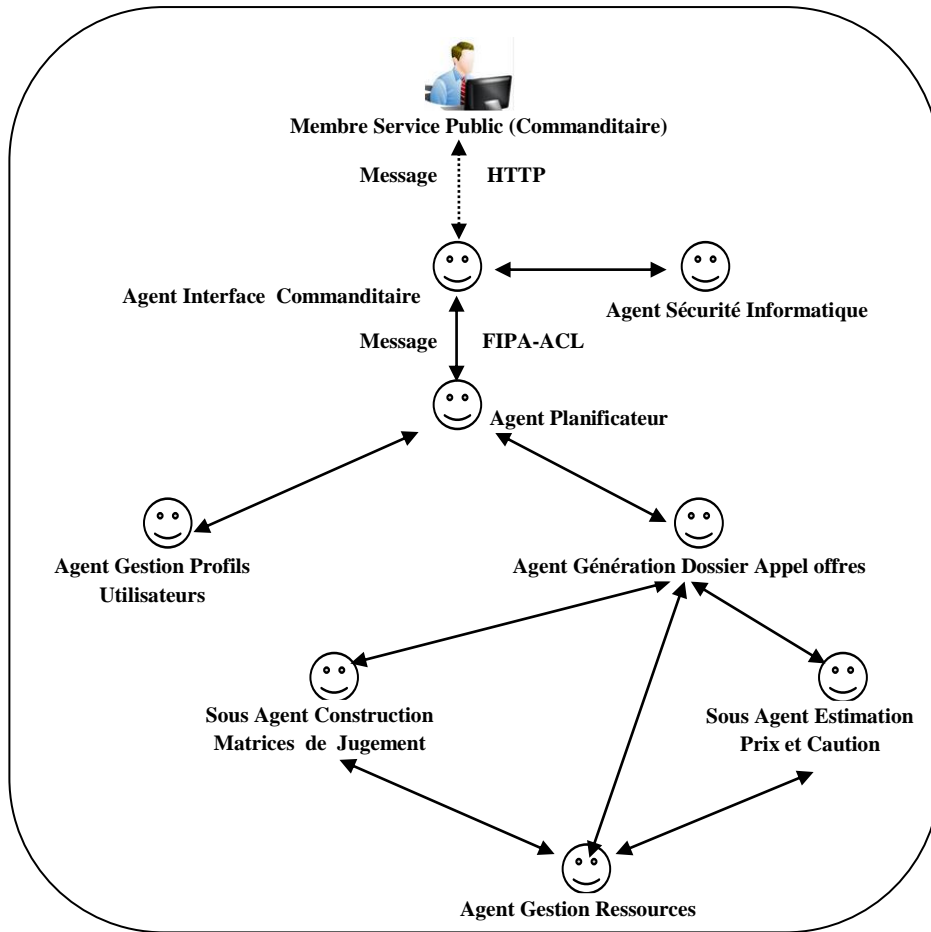 Membre Service Public (Commanditaire)
Message HTTP
Agent Interface Commanditaire
Agent Sécurité Informatique
Message FIPA-ACL
Agent Planificateur
Agent Gestion Profils
Utilisateurs
Agent Génération Dossier Appel offres
Sous Agent Construction
Matrices de Jugement
Sous Agent Estimation
Prix et Caution
Agent Gestion Ressources